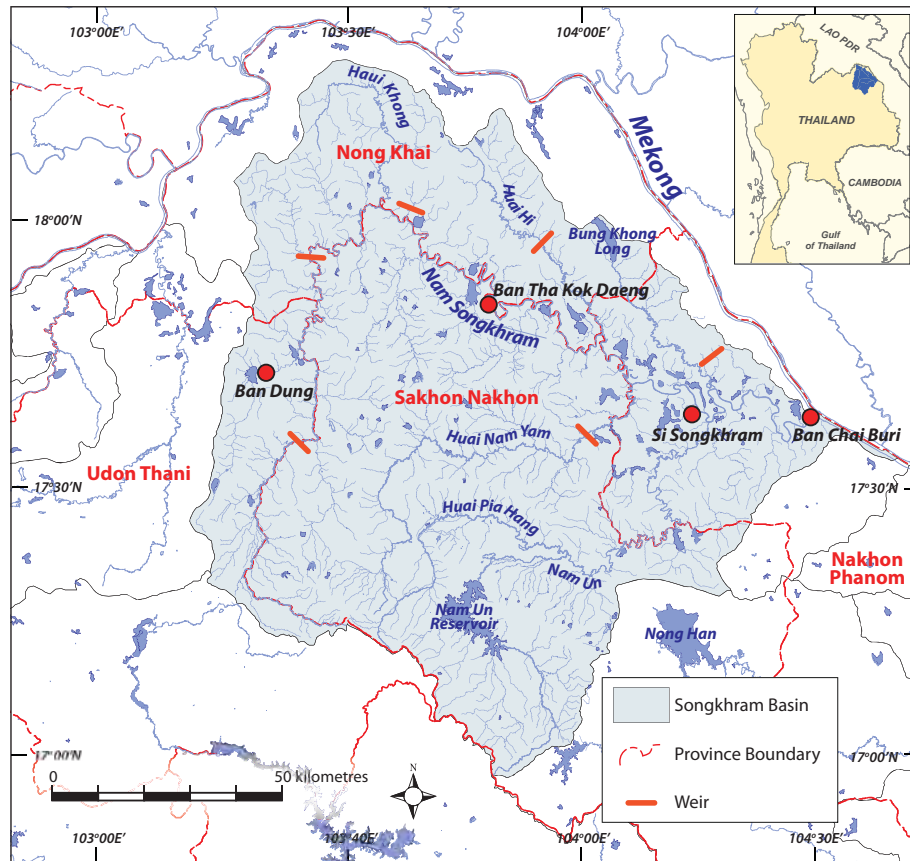 103°00'E'
103°30'E'
104°00'E'
LAO PDR
THAILAND
CAMBODIA
Gulf
of Thailand
Haui Khong
Mekong
Nong Khai
Huai Hi
18°00'N
18°00'N
Bung Khong
Long
Ban Tha Kok Daeng
Nam Songkhram
Ban Dung
Sakhon Nakhon
Si Songkhram
Ban Chai Buri
Huai Nam Yam
Udon Thani
17°30'N
17°30'N
Huai Pia Hang
Nam Un
Nakhon
Phanom
Nam Un
Reservoir
Nong Han
Songkhram Basin
Province Boundary
Weir
17°00'N
17°00'N
0
50 kilometres
N
103°00'E'
103°40'E'
104°00'E'
104°30'E'